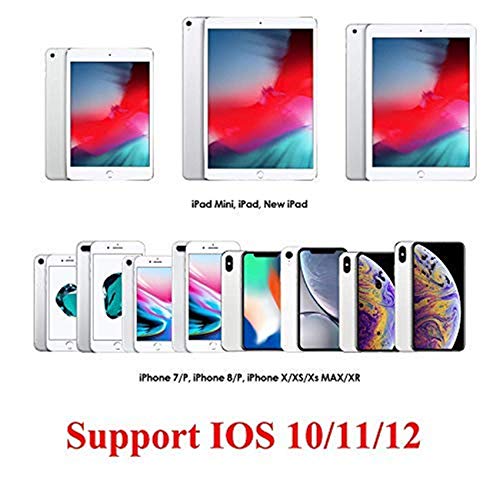 iPad Mini, iPad, New iPad
iPhone 7/P, iPhone 8/P, iPhone X/XS/Xs MAX/XR
Support IOS 10/11/12